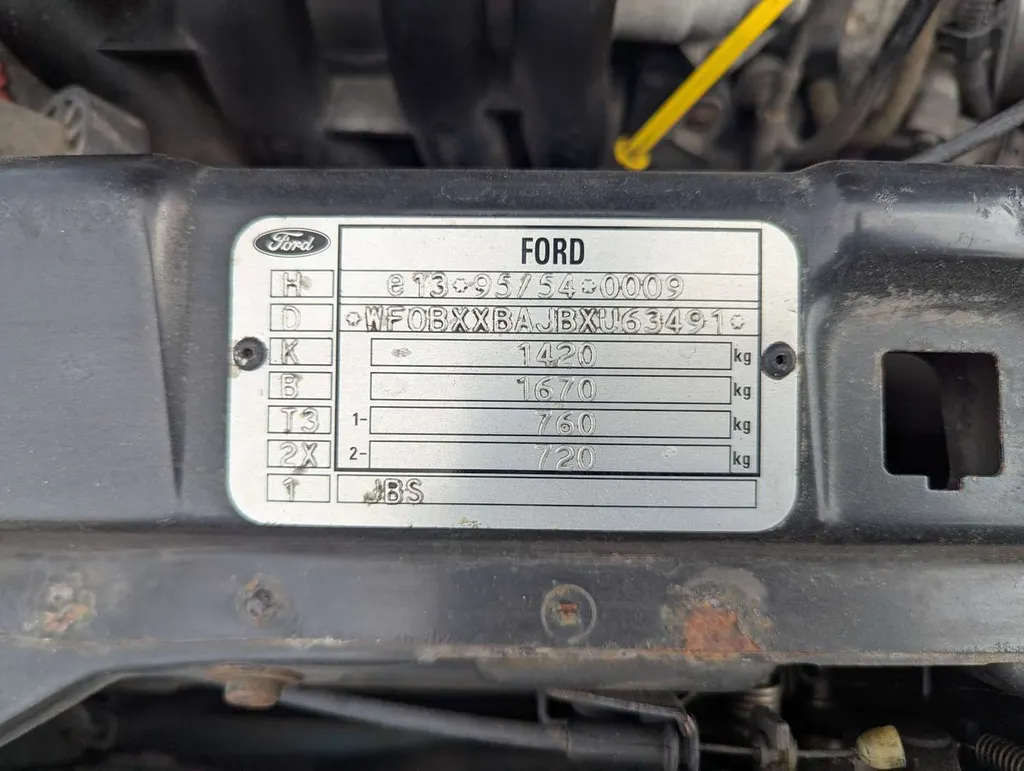 Ford
FORD
H e13*95/54*0009
D *WF0BXXBAJBXU63491*
K 1420 kg
B 1670 kg
T3 1- 760 kg
2X 2- 720 kg
1 JBS